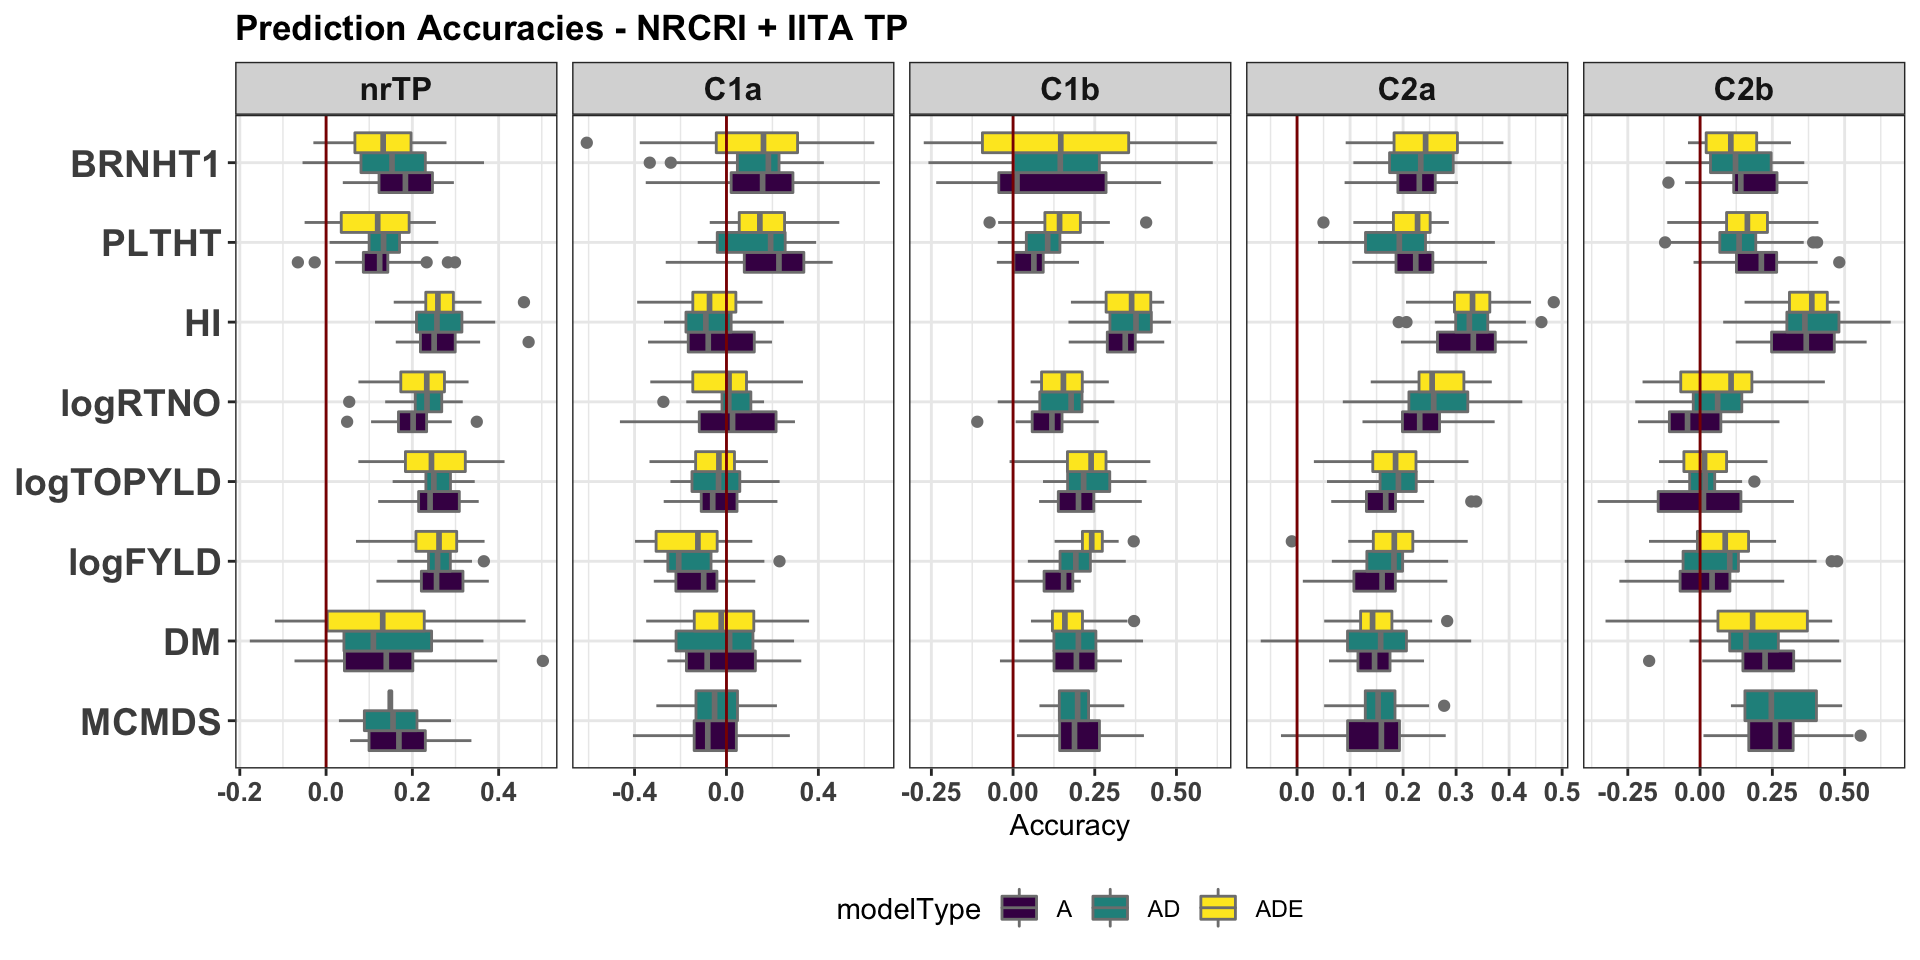 Prediction Accuracies - NRCRI + IITA TP
nrTP C1a C1b C2a C2b
BRNHT1
PLTHT
HI
logRTNO
logTOPYLD
logFYLD
DM
MCMDS
-0.2 0.0 0.2 0.4 -0.4 0.0 0.4 -0.25 0.00 0.25 0.50 0.0 0.1 0.2 0.3 0.4 0.5 -0.25 0.00 0.25 0.50
Accuracy
modelType A AD ADE